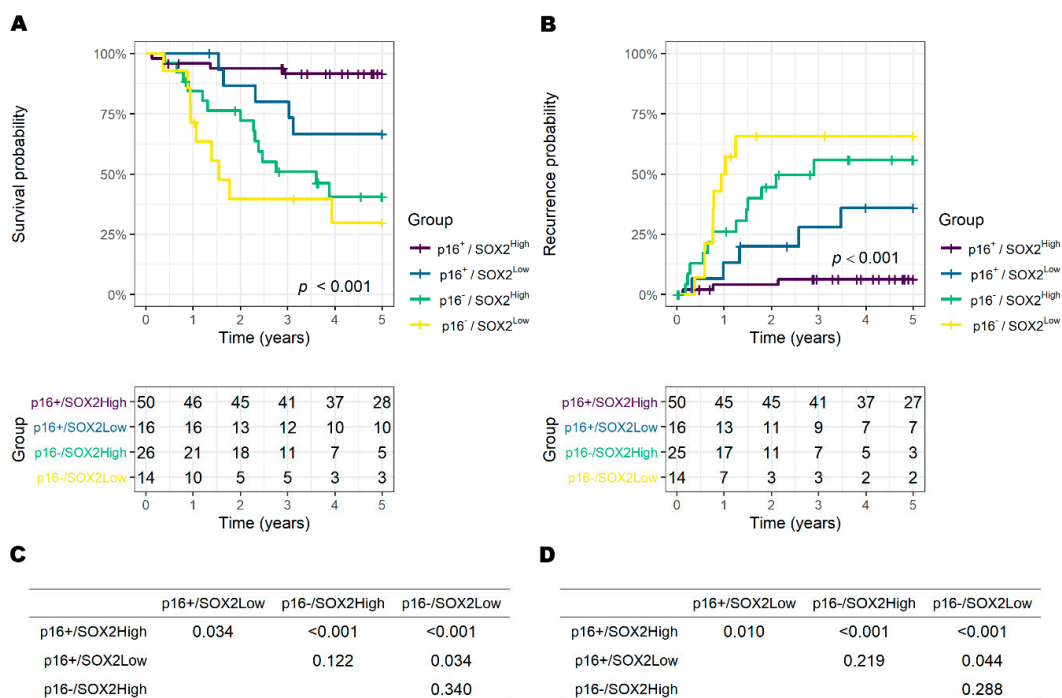 A
Survival probability
100%
75%
50%
25%
0%
0 1 2 3 4 5
Time (years)
p < 0.001
Group
p16⁺ / SOX2ᴴⁱᵍʰ
p16⁺ / SOX2ᴸᵒʷ
p16⁻ / SOX2ᴴⁱᵍʰ
p16⁻ / SOX2ᴸᵒʷ
Group
p16+/SOX2High 50 46 45 41 37 28
p16+/SOX2Low 16 16 13 12 10 10
p16-/SOX2High 26 21 18 11 7 5
p16-/SOX2Low 14 10 5 5 3 3
0 1 2 3 4 5
Time (years)
B
Recurrence probability
100%
75%
50%
25%
0%
0 1 2 3 4 5
Time (years)
p < 0.001
Group
p16⁺ / SOX2ᴴⁱᵍʰ
p16⁺ / SOX2ᴸᵒʷ
p16⁻ / SOX2ᴴⁱᵍʰ
p16⁻ / SOX2ᴸᵒʷ
Group
p16+/SOX2High 50 45 45 41 37 27
p16+/SOX2Low 16 13 11 9 7 7
p16-/SOX2High 25 17 11 7 5 3
p16-/SOX2Low 14 7 3 3 2 2
0 1 2 3 4 5
Time (years)
C
p16+/SOX2Low p16-/SOX2High p16-/SOX2Low
p16+/SOX2High 0.034 <0.001 <0.001
p16+/SOX2Low 0.122 0.034
p16-/SOX2High 0.340
D
p16+/SOX2Low p16-/SOX2High p16-/SOX2Low
p16+/SOX2High 0.010 <0.001 <0.001
p16+/SOX2Low 0.219 0.044
p16-/SOX2High 0.288